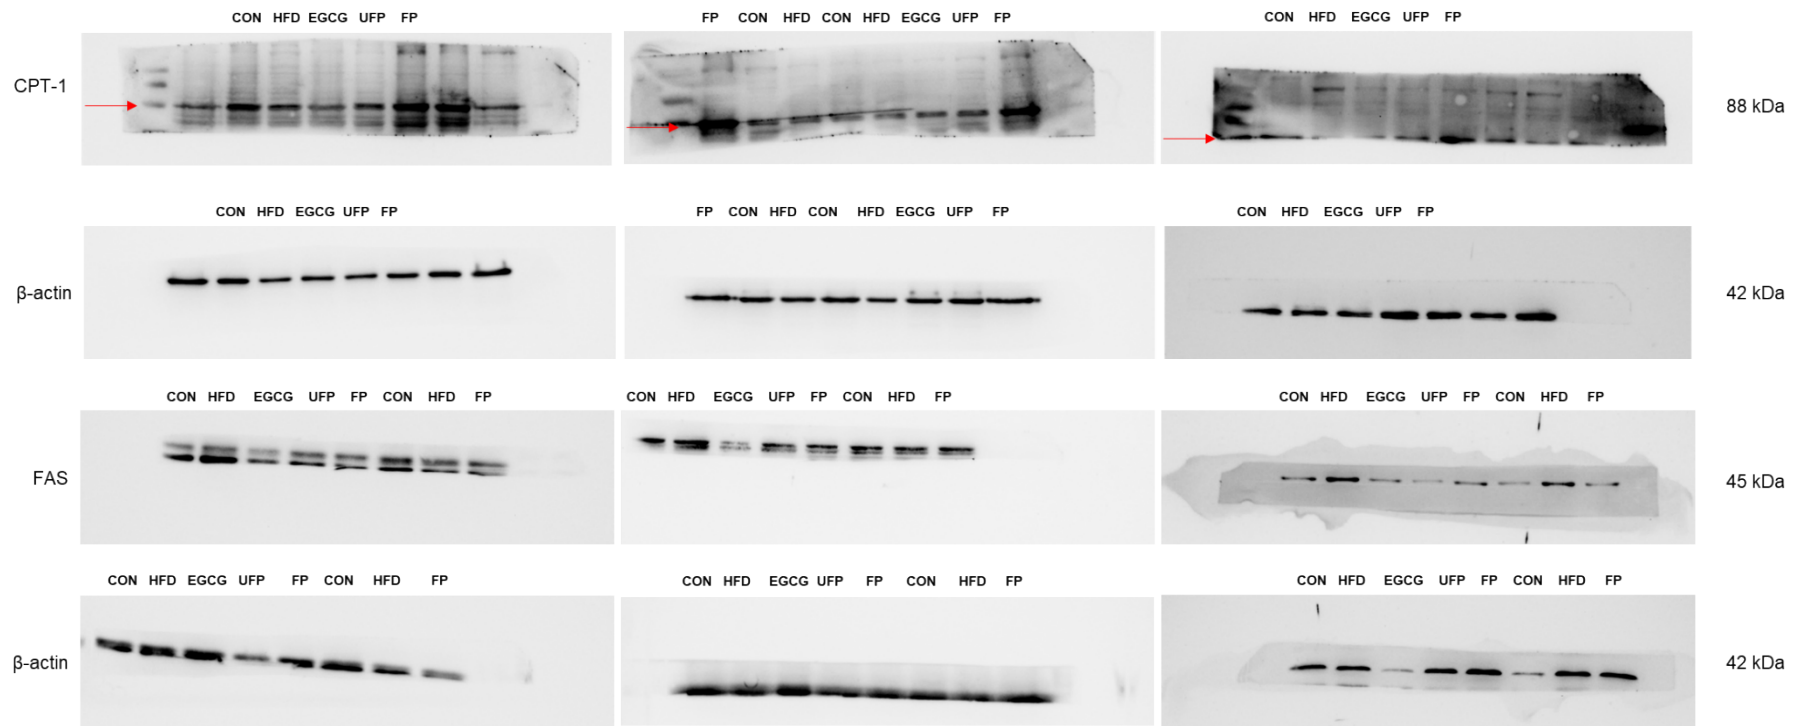 CON HFD EGCG UFP FP
FP CON HFD CON HFD EGCG UFP FP
CON HFD EGCG UFP FP
CPT-1
88 kDa
CON HFD EGCG UFP FP
FP CON HFD CON HFD EGCG UFP FP
CON HFD EGCG UFP FP
β-actin
42 kDa
CON HFD EGCG UFP FP CON HFD FP
CON HFD EGCG UFP FP CON HFD FP
CON HFD EGCG UFP FP CON HFD FP
FAS
45 kDa
CON HFD EGCG UFP FP CON HFD FP
CON HFD EGCG UFP FP CON HFD FP
CON HFD EGCG UFP FP CON HFD FP
β-actin
42 kDa